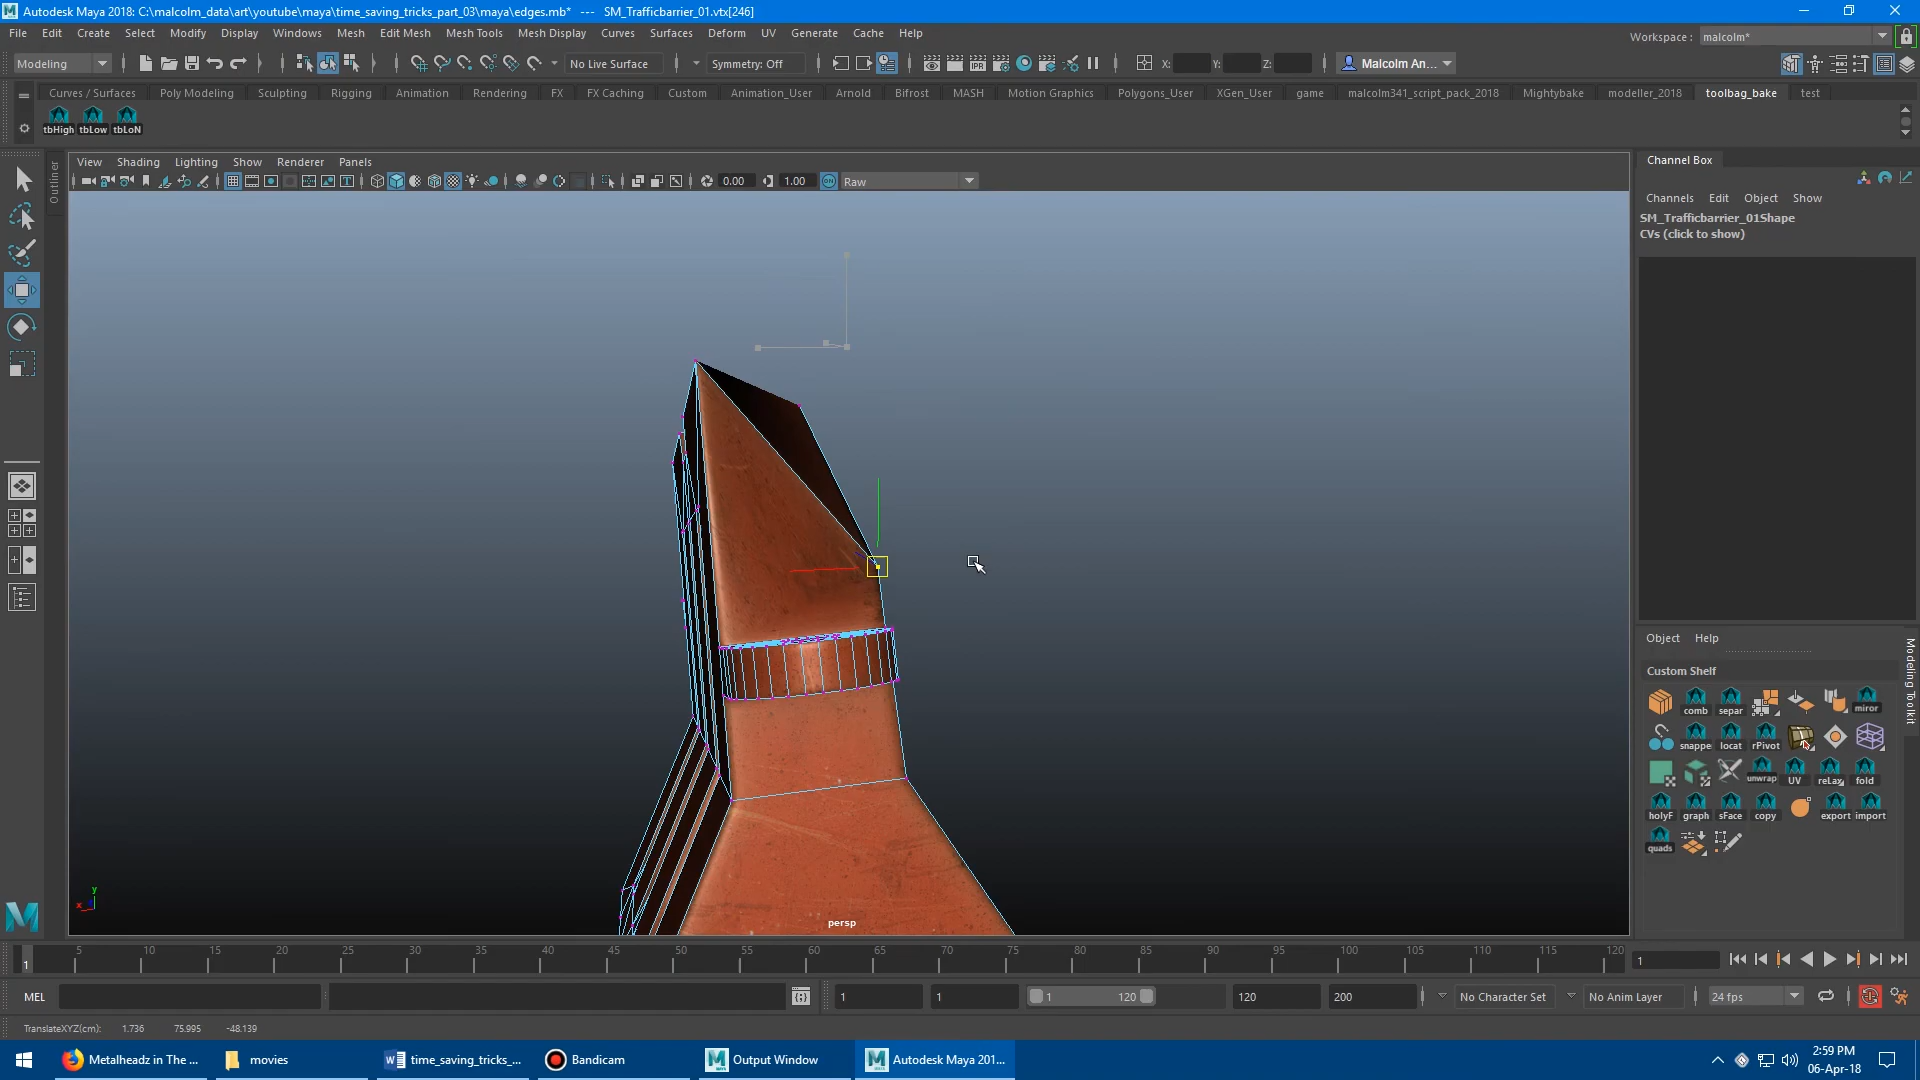 Autodesk Maya 2018: C:\malcolm_data\art\youtube\maya\time_saving_tricks_part_03\maya\edges.mb*   ---   SM_Trafficbarrier_01.vtx[246]
File Edit Create Select Modify Display Windows Mesh Edit Mesh Mesh Tools Mesh Display Curves Surfaces Deform UV Generate Cache Help
Workspace : malcolm*
Modeling No Live Surface Symmetry: Off X: Y: Z: Malcolm An...
Curves / Surfaces Poly Modeling Sculpting Rigging Animation Rendering FX FX Caching Custom Animation_User Arnold Bifrost MASH Motion Graphics Polygons_User XGen_User game malcolm341_script_pack_2018 Mightybake modeller_2018 toolbag_bake test
tbHigh tbLow tbLoN
Outliner
View Shading Lighting Show Renderer Panels
0.00 1.00 ON Raw
Channel Box
Channels Edit Object Show
SM_Trafficbarrier_01Shape
CVs (click to show)
Object Help
Custom Shelf
comb separ miror
snappe locat rPivot
unwrap UV reLax fold
holyF graph sFace copy export import
quads
Modeling Toolkit
y
x
persp
5 10 15 20 25 30 35 40 45 50 55 60 65 70 75 80 85 90 95 100 105 110 115 120
1
1
MEL 1 1 1 120 120 200 No Character Set No Anim Layer 24 fps
TranslateXYZ(cm): 1.736 75.995 -48.139
Metalheadz in The ... movies time_saving_tricks_... Bandicam Output Window Autodesk Maya 201...
2:59 PM
06-Apr-18